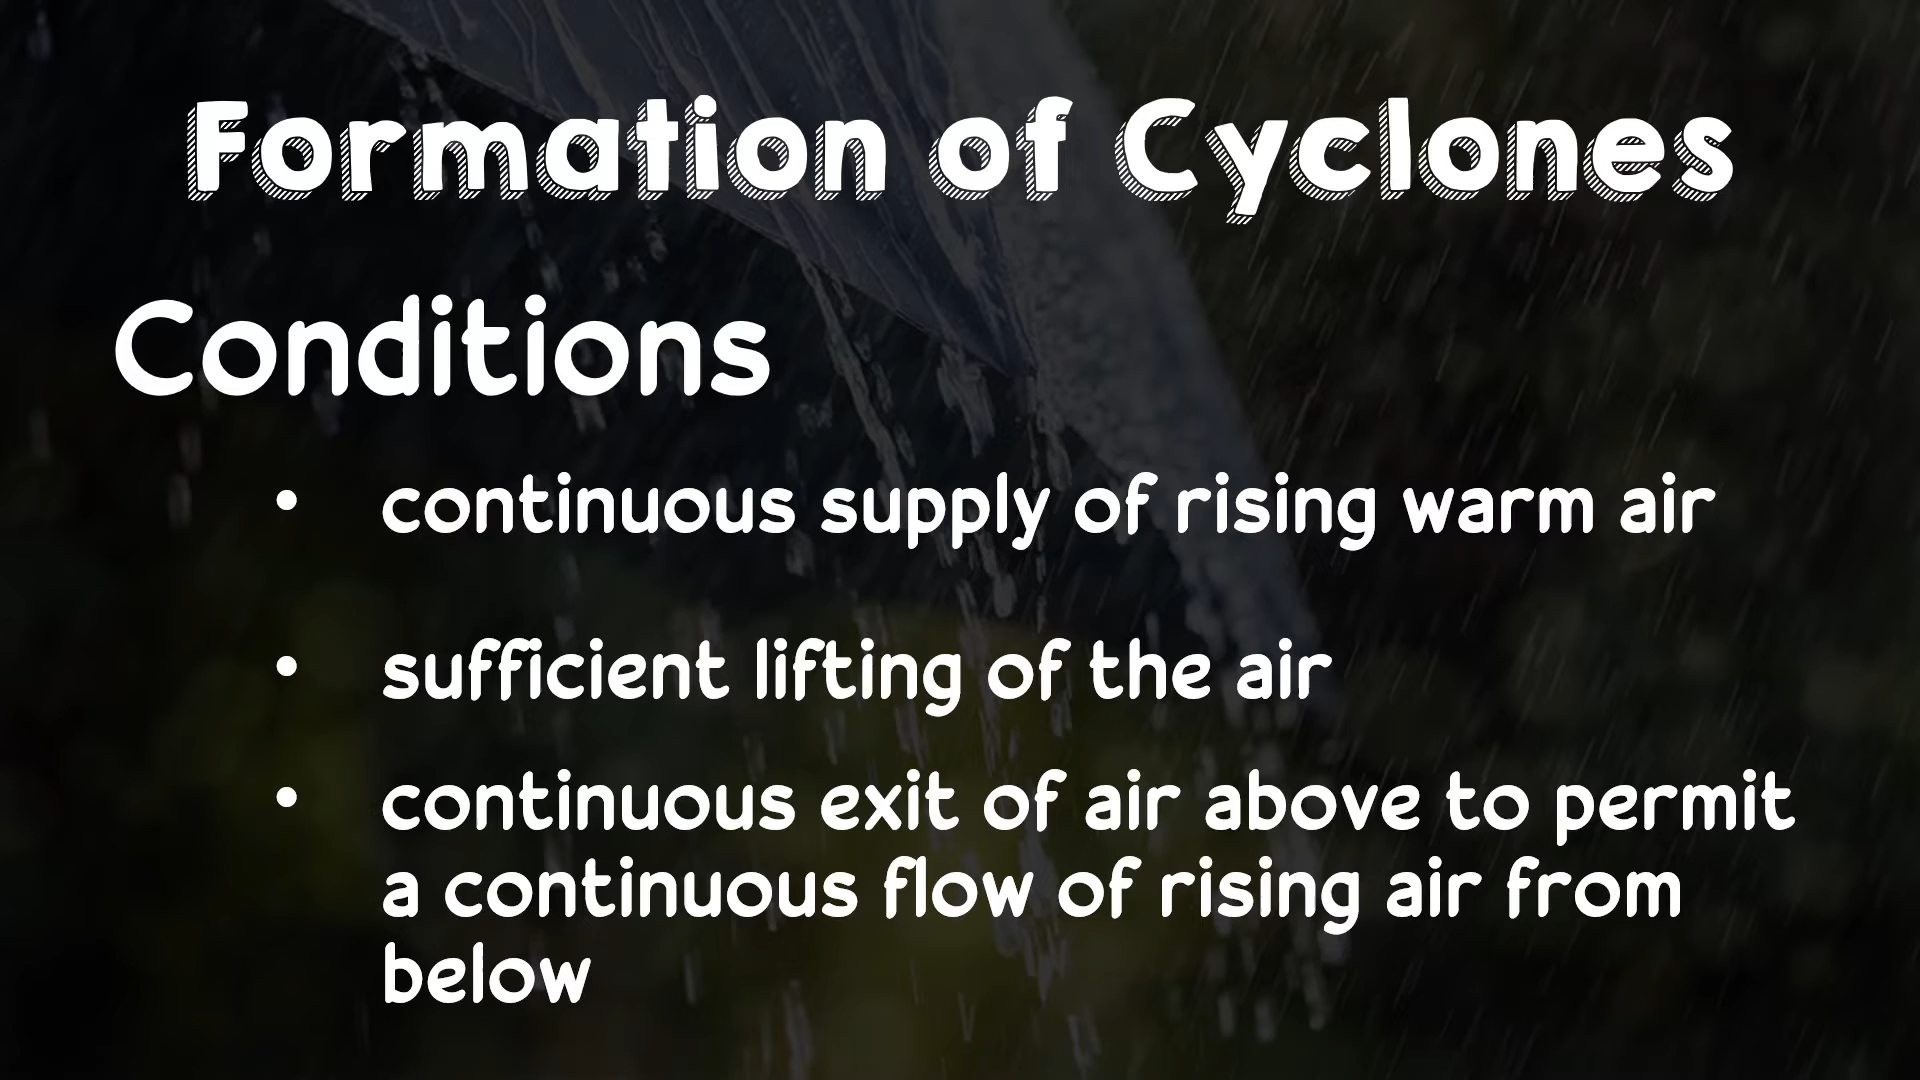 Formation of Cyclones
Conditions
• continuous supply of rising warm air
• sufficient lifting of the air
• continuous exit of air above to permit
a continuous flow of rising air from
below